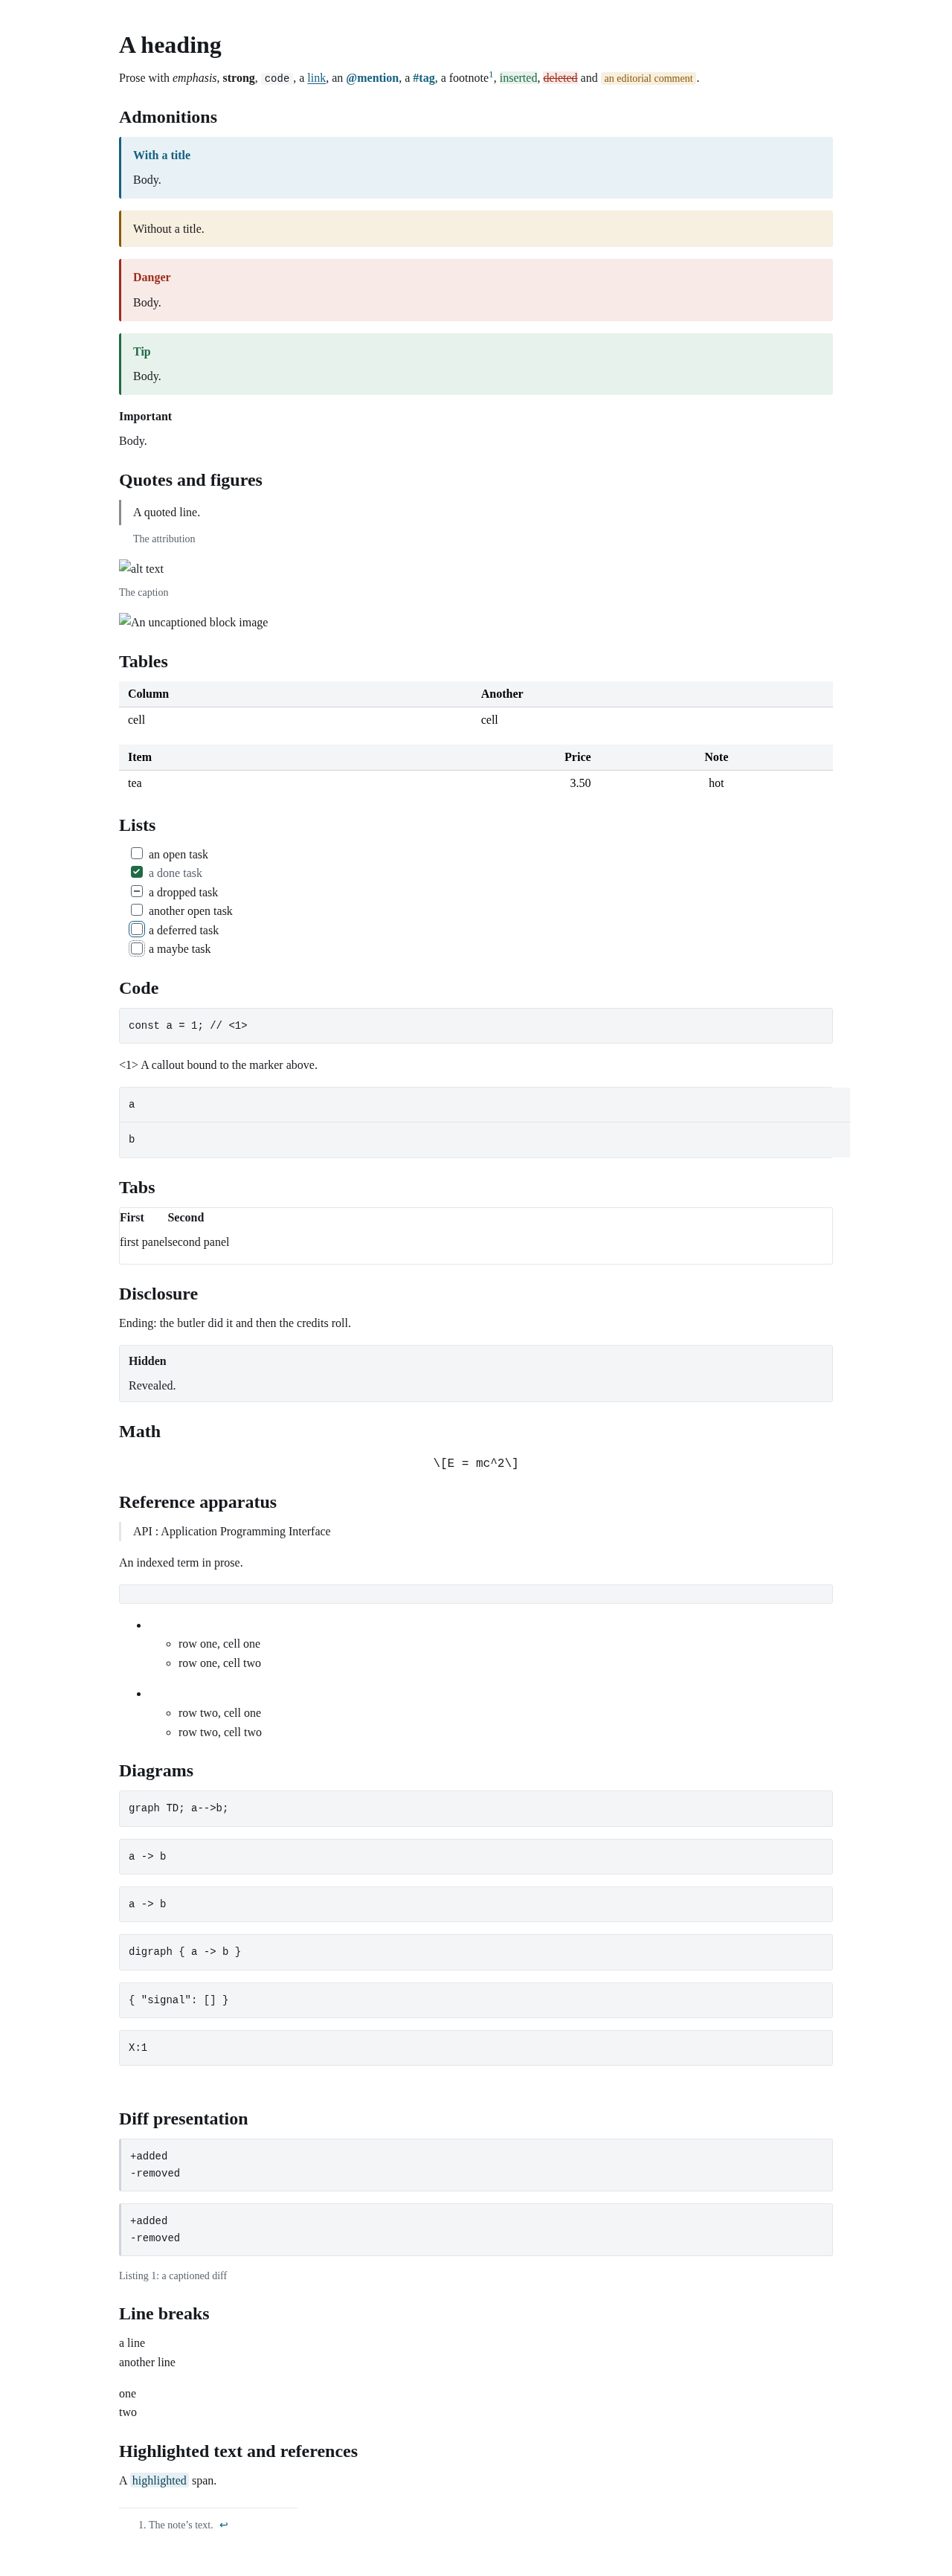 A heading
Prose with emphasis, strong, code, a link, an @mention, a #tag, a footnote1, inserted, deleted and an editorial comment.
Admonitions
With a title
Body.
Without a title.
Danger
Body.
Tip
Body.
Important
Body.
Quotes and figures
A quoted line.
The attribution
alt text
The caption
An uncaptioned block image
Tables
Column Another
cell cell
Item Price Note
tea 3.50 hot
Lists
an open task
a done task
a dropped task
another open task
a deferred task
a maybe task
Code
const a = 1; // <1>
<1> A callout bound to the marker above.
a
b
Tabs
First Second
first panelsecond panel
Disclosure
Ending: the butler did it and then the credits roll.
Hidden
Revealed.
Math
\[E = mc^2\]
Reference apparatus
API : Application Programming Interface
An indexed term in prose.
row one, cell one
row one, cell two
row two, cell one
row two, cell two
Diagrams
graph TD; a-->b;
a -> b
a -> b
digraph { a -> b }
{ "signal": [] }
X:1
Diff presentation
+added
-removed
+added
-removed
Listing 1: a captioned diff
Line breaks
a line
another line
one
two
Highlighted text and references
A highlighted span.
1. The note’s text. ↩